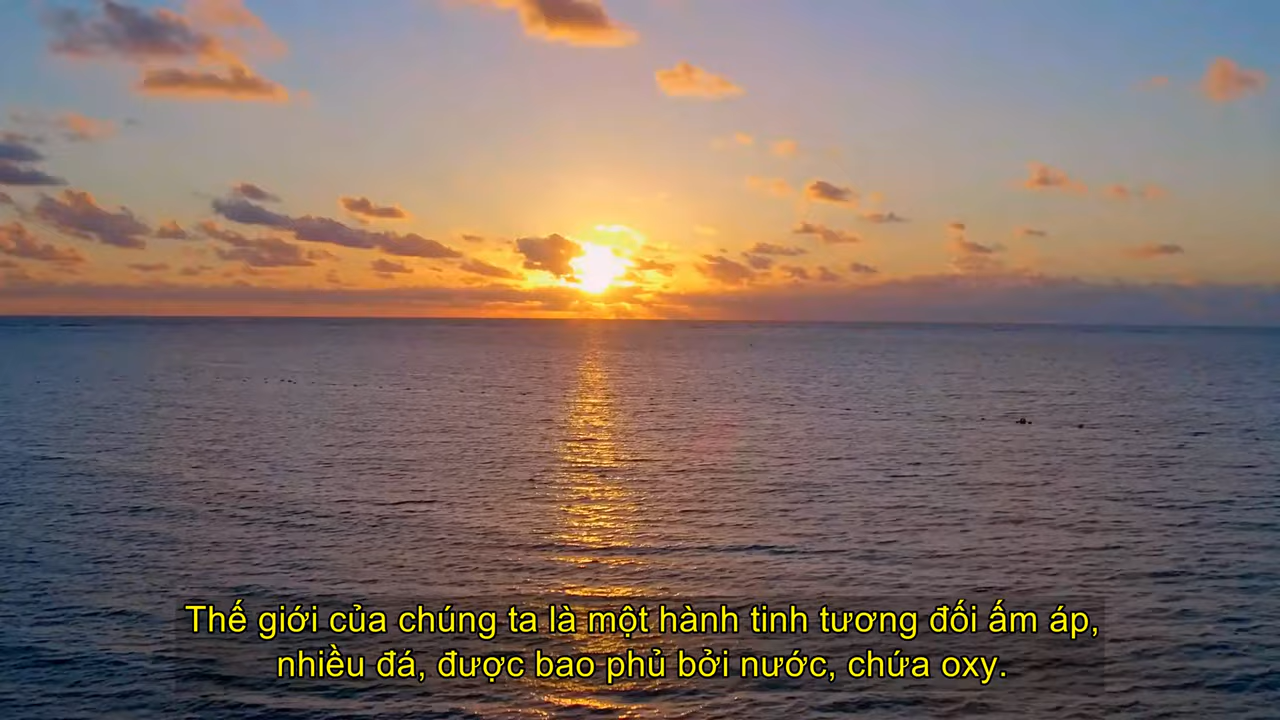 Thế giới của chúng ta là một hành tinh tương đối ấm áp,
nhiều đá, được bao phủ bởi nước, chứa oxy.